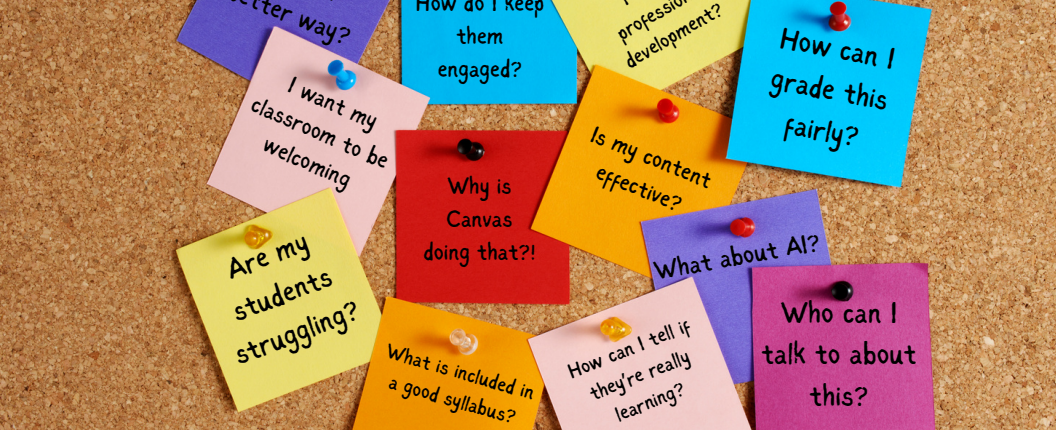 better way?
How do I keep
them
engaged?
development?
How can I
grade this
fairly?
I want my
classroom to be
welcoming
Why is
Canvas
doing that?!
Is my content
effective?
What about AI?
Are my
students
struggling?
What is included in
a good syllabus?
How can I tell if
they're really
learning?
Who can I
talk to about
this?